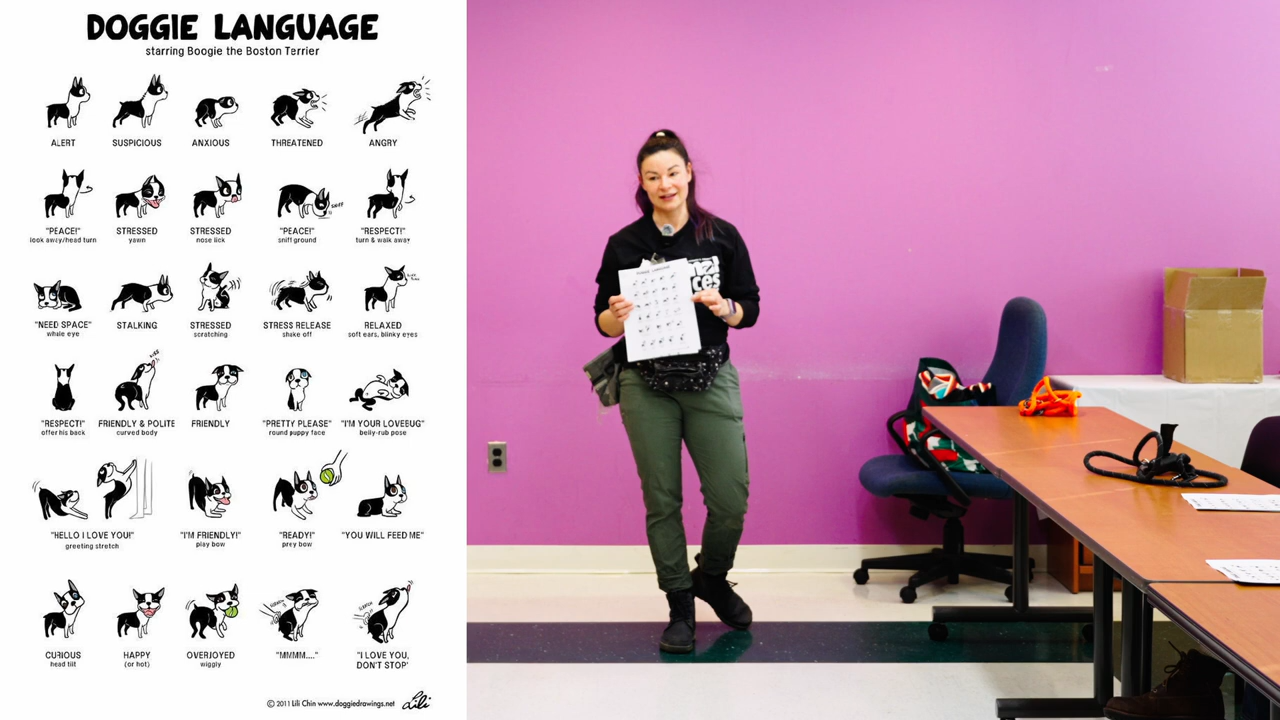 DOGGIE LANGUAGE
starring Boogie the Boston Terrier
ALERT
SUSPICIOUS
ANXIOUS
THREATENED
ANGRY
"PEACE!"
look away/head turn
STRESSED
yawn
STRESSED
nose lick
"PEACE!"
sniff ground
SNIFF
"RESPECT!"
turn & walk away
"NEED SPACE"
whale eye
STALKING
STRESSED
scratching
STRESS RELEASE
shake off
RELAXED
soft ears, blinky eyes
"RESPECT!"
offer his back
FRIENDLY & POLITE
curved body
FRIENDLY
"PRETTY PLEASE"
round puppy face
"I'M YOUR LOVEBUG"
belly-rub pose
"HELLO I LOVE YOU!"
greeting stretch
"I'M FRIENDLY!"
play bow
"READY!"
prey bow
"YOU WILL FEED ME"
CURIOUS
head tilt
HAPPY
(or hot)
OVERJOYED
wiggly
"MMMM...."
"I LOVE YOU,
DON'T STOP"
© 2011 Lili Chin www.doggiedrawings.net
Lili
DOGGIE LANGUAGE